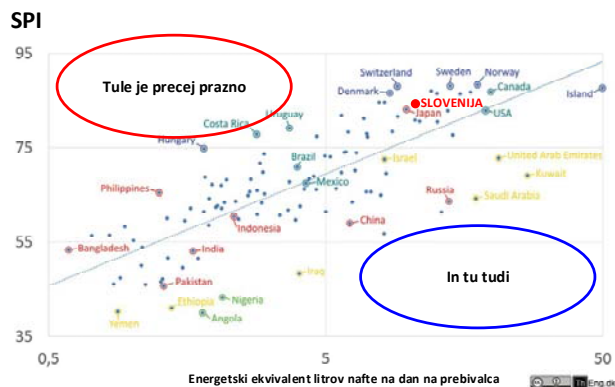 SPI
95
75
55
35
0,5
5
50
Tule je precej prazno
In tu tudi
Switzerland
Sweden
Norway
Denmark
Canada
Island
SLOVENIJA
Japan
USA
Uruguay
Costa Rica
Hungary
Israel
United Arab Emirates
Brazil
Kuwait
Mexico
Philippines
Russia
Saudi Arabia
Indonesia
China
Bangladesh
India
Iraq
Pakistan
Nigeria
Ethiopia
Angola
Yemen
Energetski ekvivalent litrov nafte na dan na prebivalca